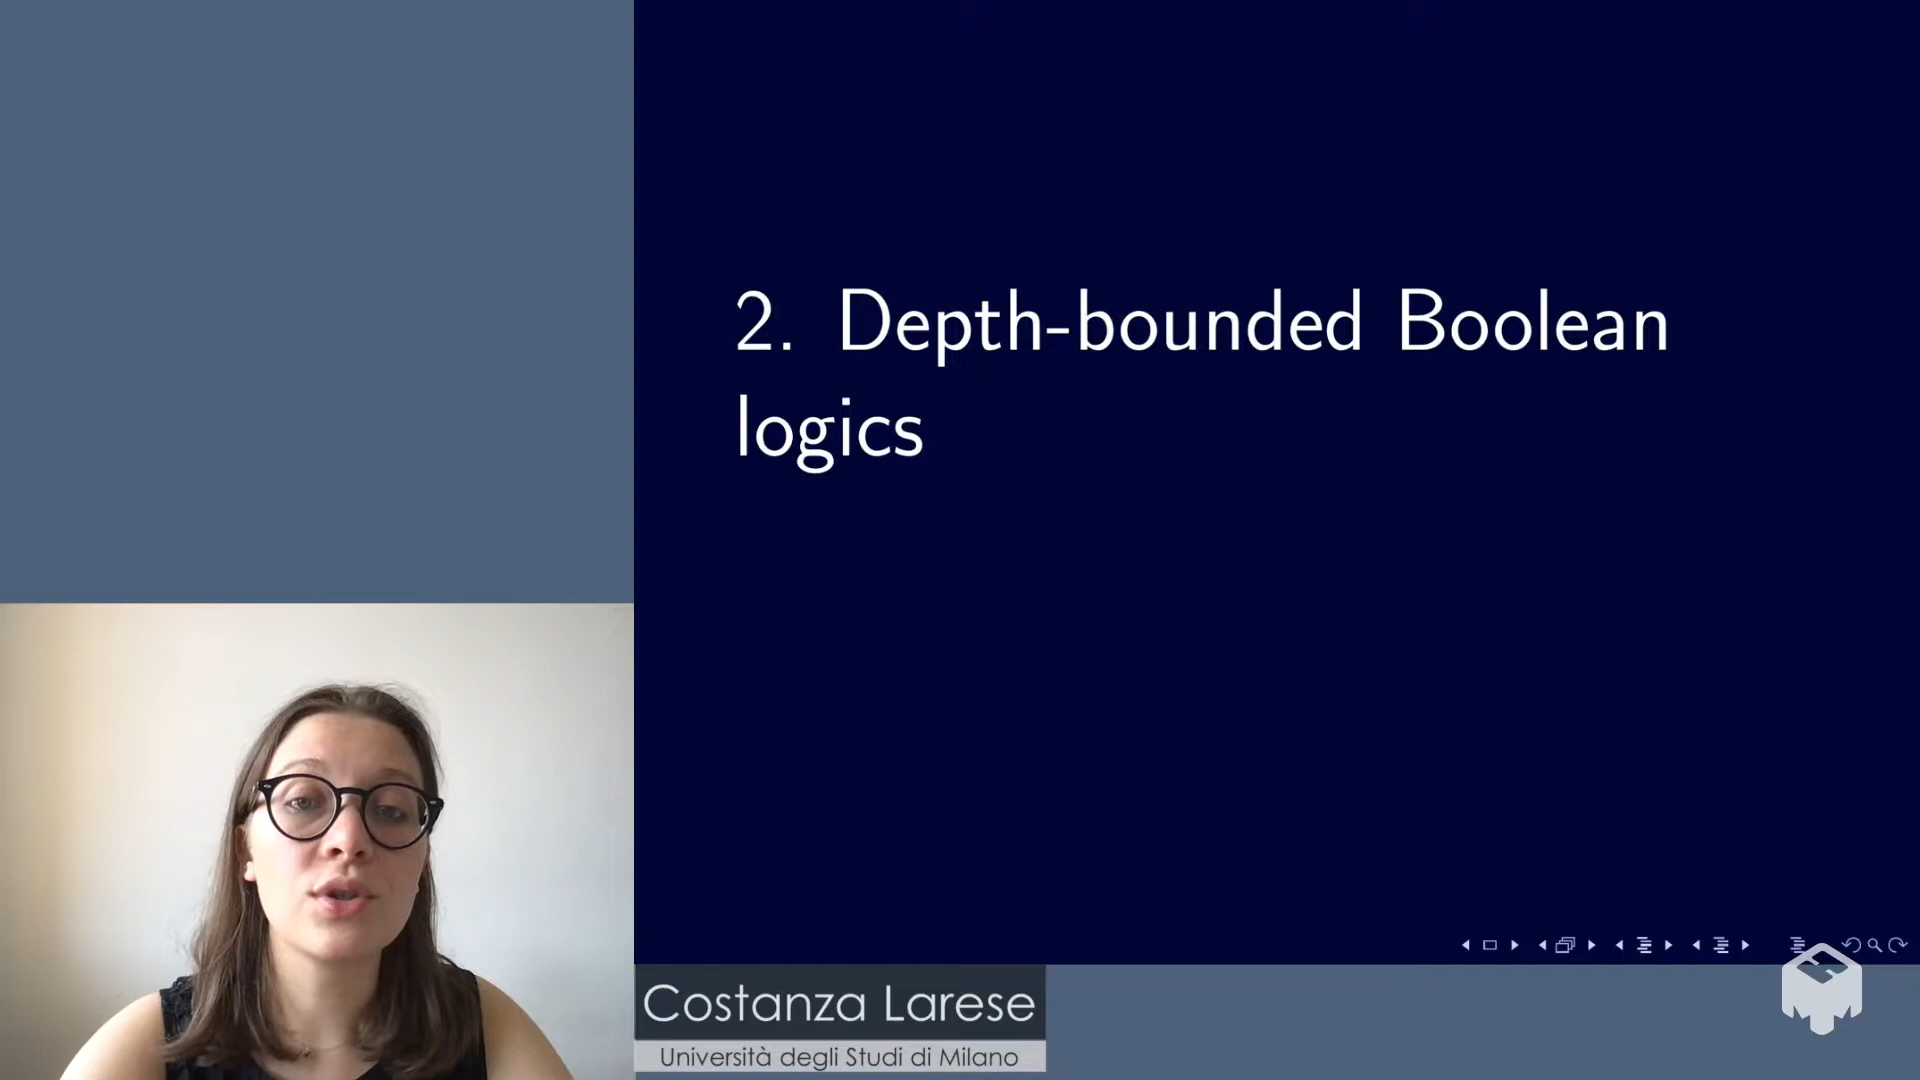 2. Depth-bounded Boolean
logics
Costanza Larese
Università degli Studi di Milano